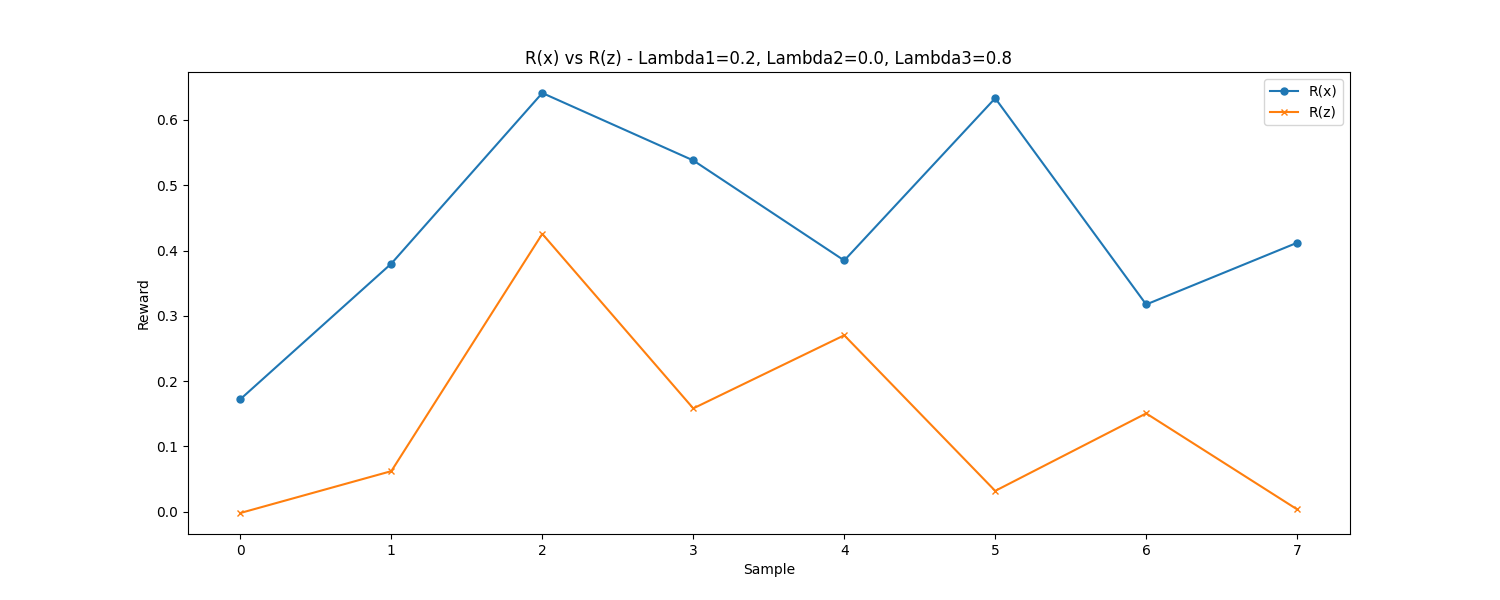 R(x) vs R(z) - Lambda1=0.2, Lambda2=0.0, Lambda3=0.8
R(x)
R(z)
0.6
0.5
0.4
0.3
0.2
0.1
0.0
Reward
0 1 2 3 4 5 6 7
Sample